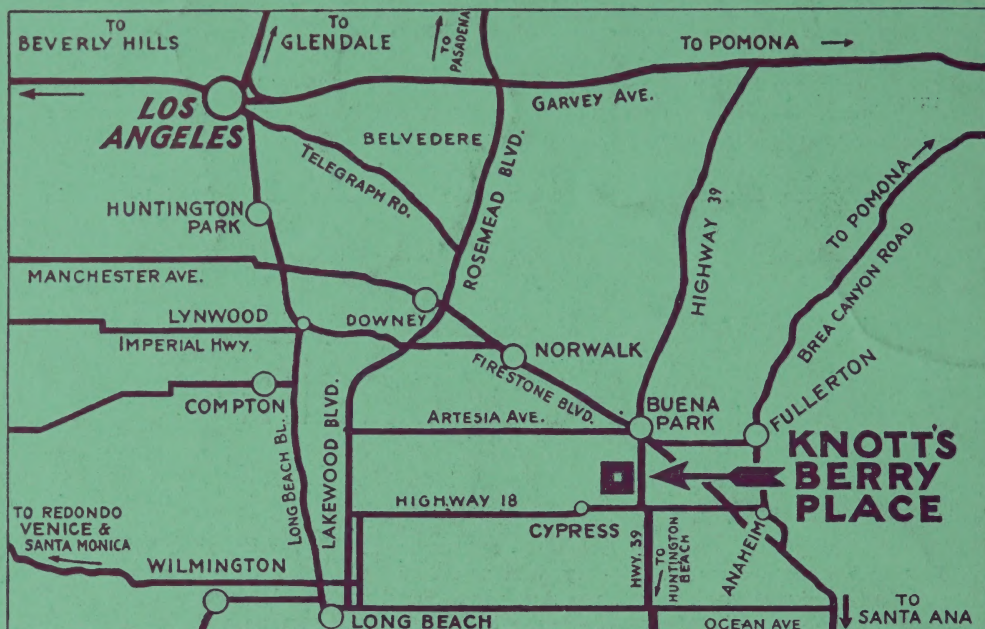 TO
BEVERLY HILLS
TO
GLENDALE
TO
PASADENA
TO POMONA
LOS
ANGELES
GARVEY AVE.
BELVEDERE
TELEGRAPH RD.
ROSEMEAD BLVD.
HIGHWAY 39
TO POMONA
BREA CANYON ROAD
HUNTINGTON
PARK
MANCHESTER AVE.
LYNWOOD
IMPERIAL HWY.
DOWNEY
NORWALK
FIRESTONE BLVD.
COMPTON
LONG BEACH BL.
LAKEWOOD BLVD.
ARTESIA AVE.
BUENA
PARK
FULLERTON
KNOTT'S
BERRY
PLACE
HIGHWAY 18
CYPRESS
ANAHEIM
TO REDONDO
VENICE &
SANTA MONICA
WILMINGTON
HWY. 39
TO
HUNTINGTON
BEACH
LONG BEACH
OCEAN AVE
TO
SANTA ANA